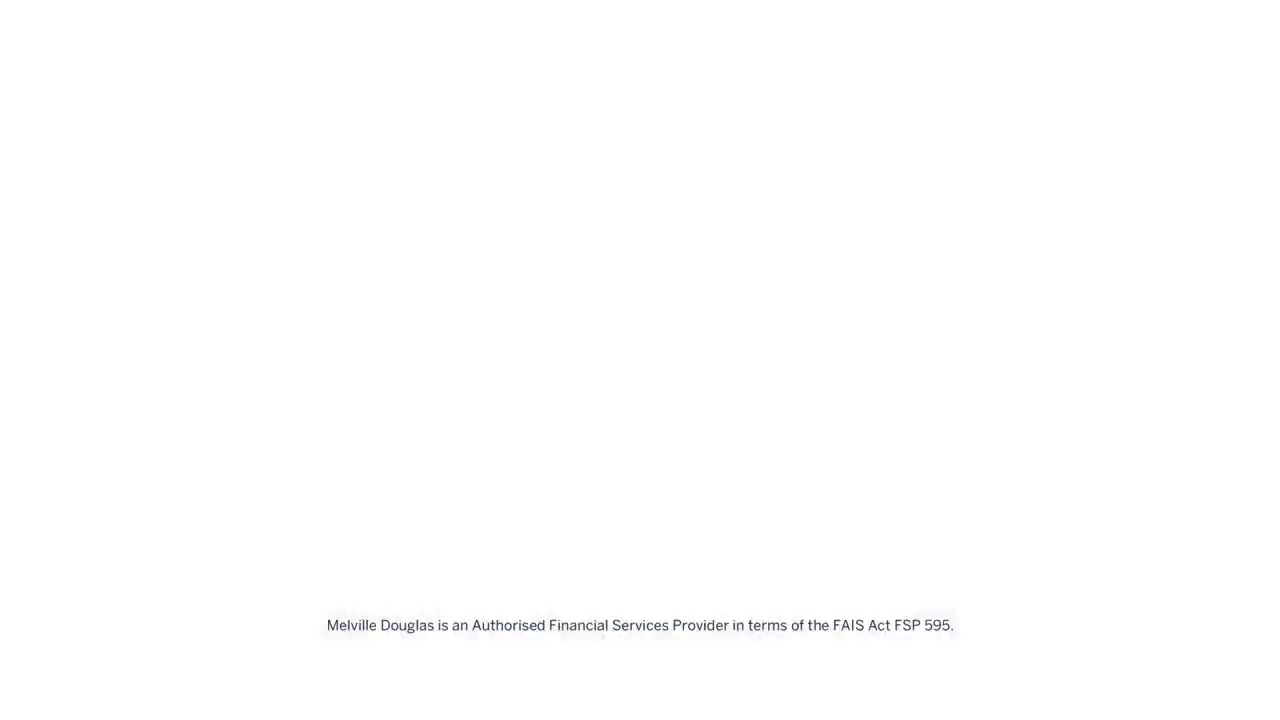 Melville Douglas is an Authorised Financial Services Provider in terms of the FAIS Act FSP 595.